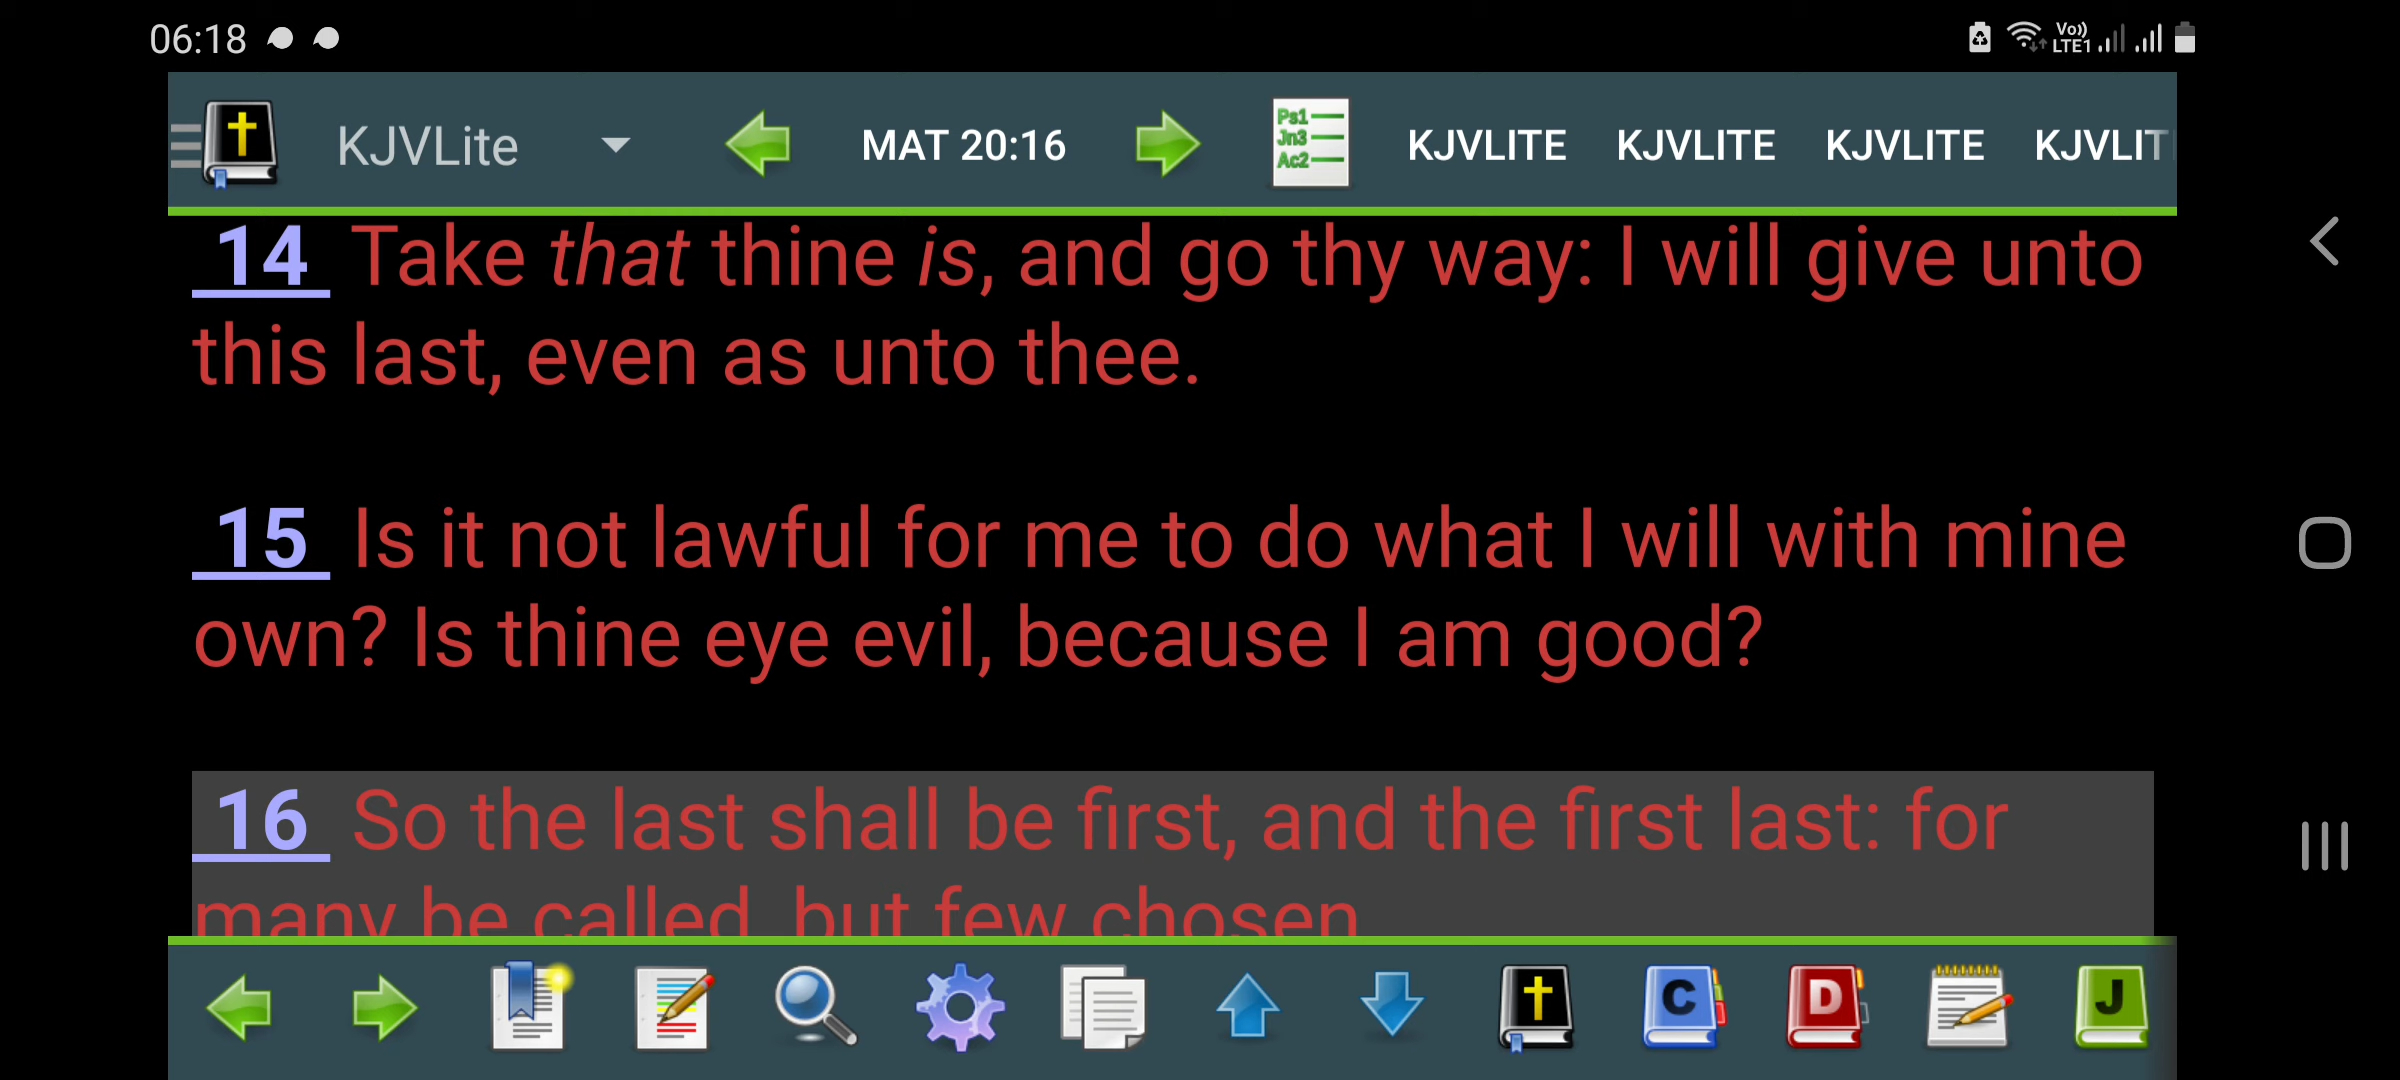 06:18 Vo)) LTE1
KJVLite MAT 20:16 Ps1 Jn3 Ac2 KJVLITE KJVLITE KJVLITE KJVLIT
14 Take that thine is, and go thy way: I will give unto
this last, even as unto thee.
15 Is it not lawful for me to do what I will with mine
own? Is thine eye evil, because I am good?
16 So the last shall be first, and the first last: for
many be called, but few chosen
C D J